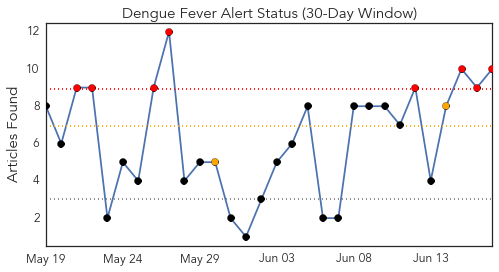 Dengue Fever Alert Status (30-Day Window)
Articles Found
12
10
8
6
4
2
May 19 May 24 May 29 Jun 03 Jun 08 Jun 13